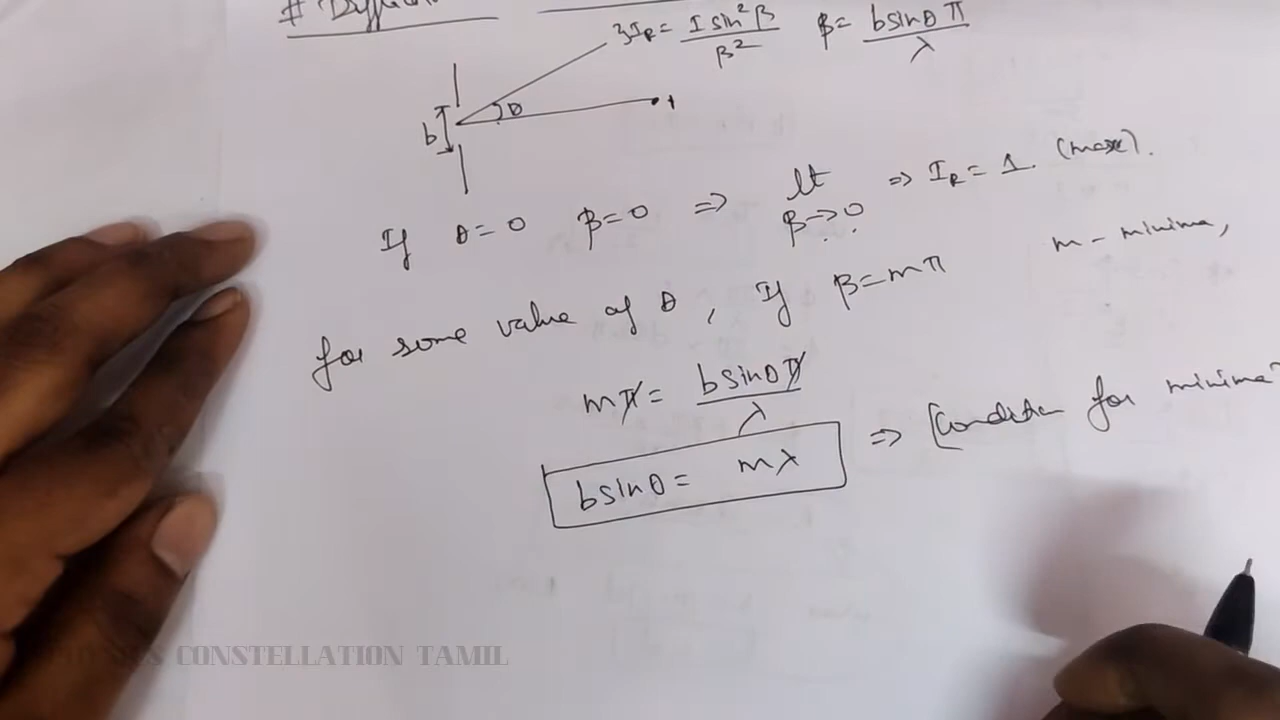 I_R = I sin²β / β² β = b sinθ π / λ
b θ
If θ = 0 β = 0 ⇒ lt β→0 ⇒ I_R = 1. (max).
m - minima,
for some value of θ, If β = mπ
mπ = b sinθ π / λ
b sinθ = mλ ⇒ [Condition for minima]
CONSTELLATION TAMIL